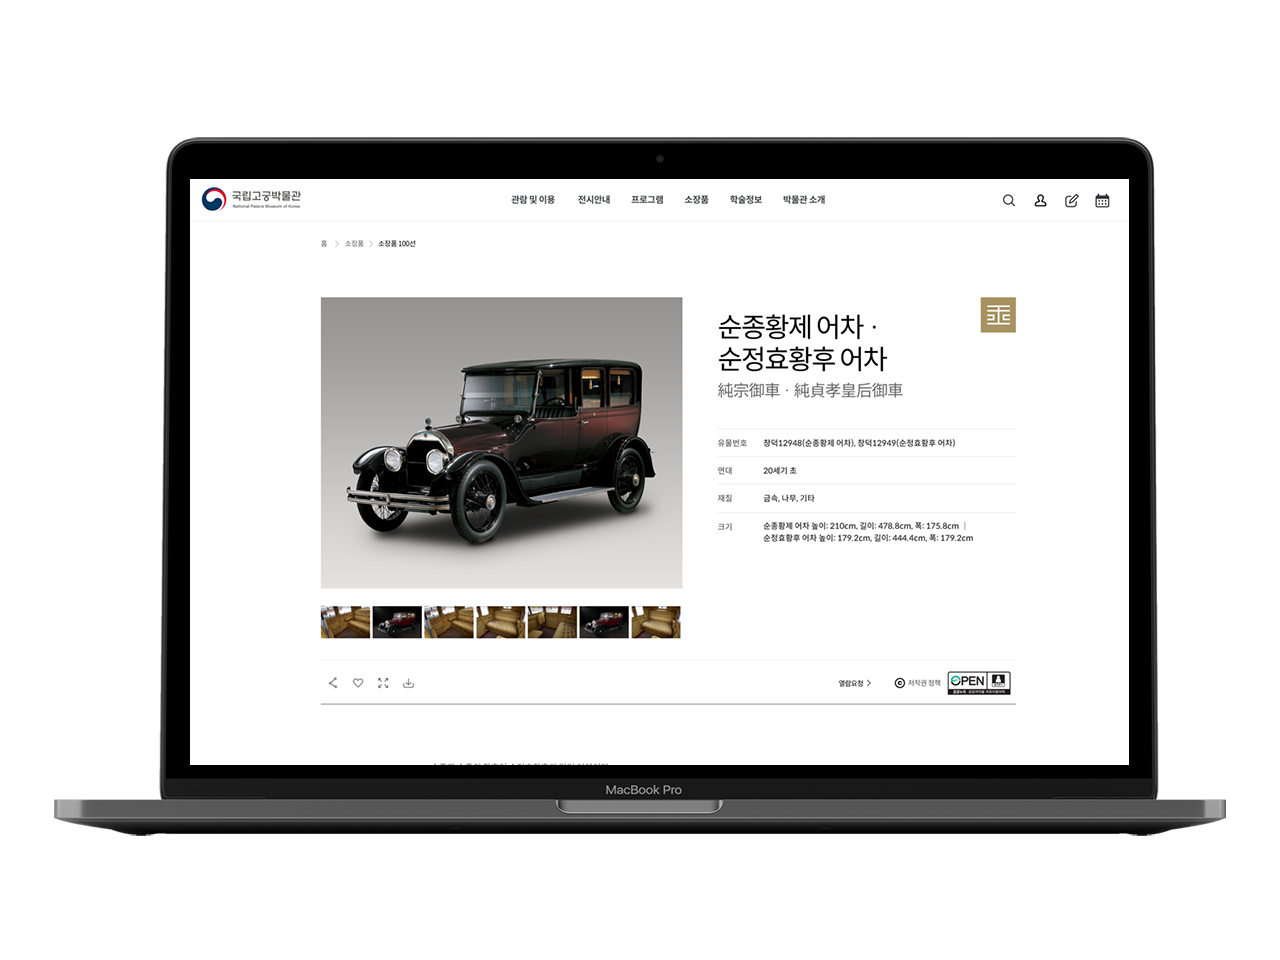 국립고궁박물관
National Palace Museum of Korea
관람 및 이용 전시안내 프로그램 소장품 학술정보 박물관 소개
홈 > 소장품 > 소장품 100선
순종황제 어차 ·
순정효황후 어차
純宗御車 · 純貞孝皇后御車
유물번호 창덕12948(순종황제 어차), 창덕12949(순정효황후 어차)
연대 20세기 초
재질 금속, 나무, 기타
크기 순종황제 어차 높이: 210cm, 길이: 478.8cm, 폭: 175.8cm |
순정효황후 어차 높이: 179.2cm, 길이: 444.4cm, 폭: 179.2cm
열람요청 > 저작권 정책 OPEN
MacBook Pro